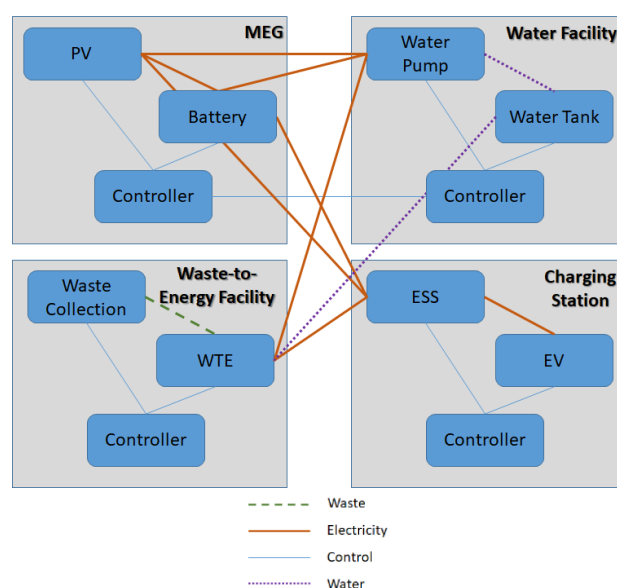 MEG
PV
Battery
Controller
Water Facility
Water
Pump
Water Tank
Controller
Waste-to-
Energy Facility
Waste
Collection
WTE
Controller
Charging
Station
ESS
EV
Controller
Waste
Electricity
Control
Water